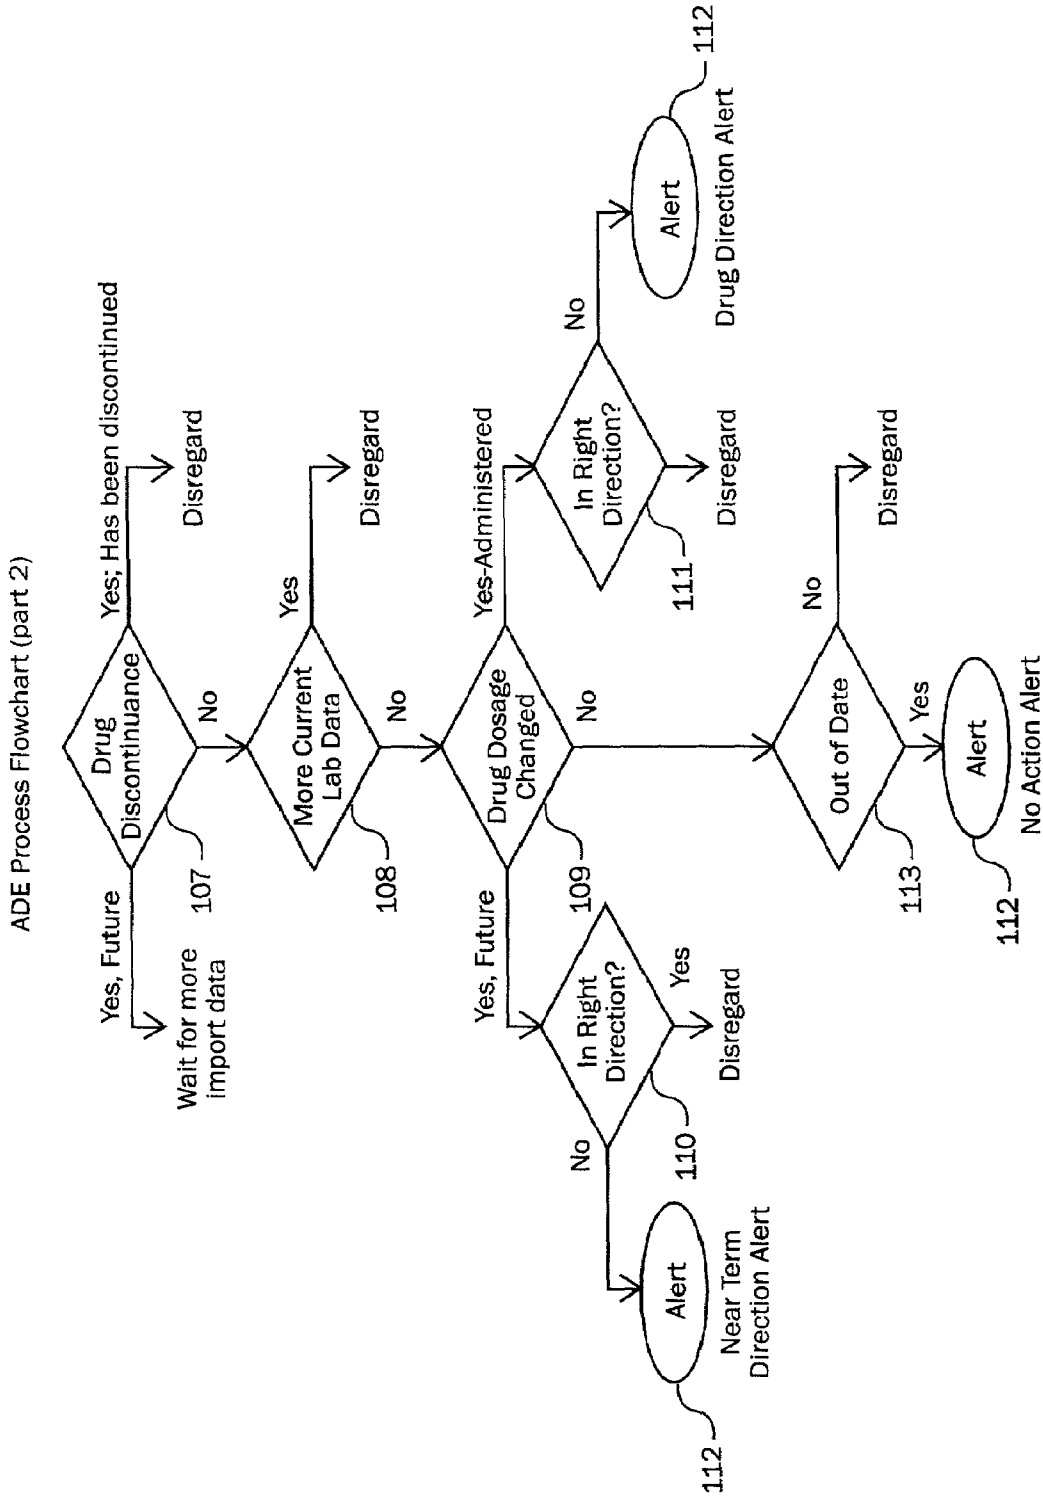 ADE Process Flowchart (part 2)
Yes, Future
Drug
Discontinuance
Yes; Has been discontinued
Wait for more
import data
107
No
Disregard
More Current
Lab Data
Yes
108
No
Disregard
Yes, Future
Drug Dosage
Changed
Yes-Administered
109
No
No
In Right
Direction?
110
Yes
Disregard
In Right
Direction?
No
111
Disregard
Alert
112
Near Term
Direction Alert
Alert
112
Drug Direction Alert
Out of Date
No
113
Yes
Disregard
Alert
112
No Action Alert